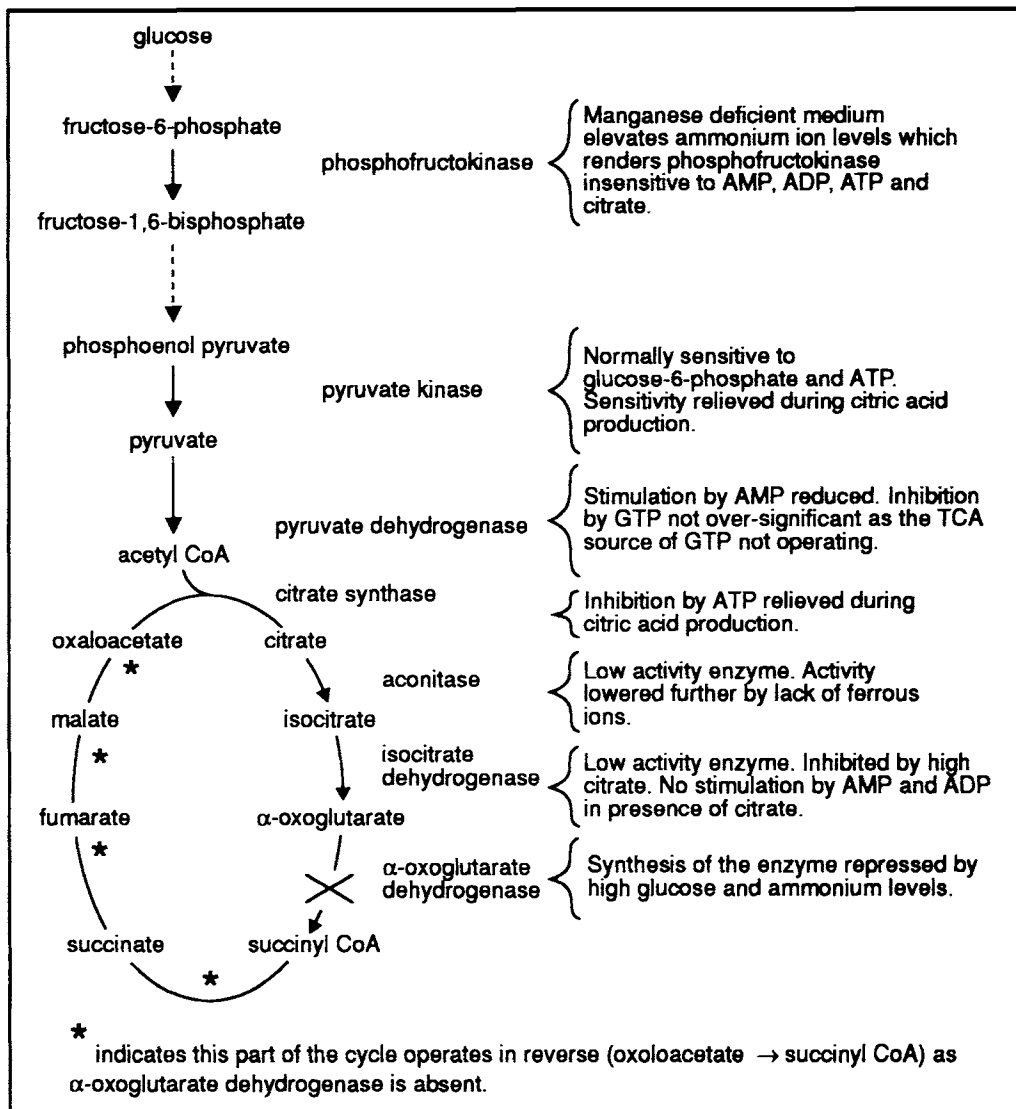 glucose
fructose-6-phosphate
phosphofructokinase
Manganese deficient medium
elevates ammonium ion levels which
renders phosphofructokinase
insensitive to AMP, ADP, ATP and
citrate.
fructose-1,6-bisphosphate
phosphoenol pyruvate
pyruvate kinase
Normally sensitive to
glucose-6-phosphate and ATP.
Sensitivity relieved during citric acid
production.
pyruvate
pyruvate dehydrogenase
Stimulation by AMP reduced. Inhibition
by GTP not over-significant as the TCA
source of GTP not operating.
acetyl CoA
citrate synthase
Inhibition by ATP relieved during
citric acid production.
oxaloacetate
*
citrate
aconitase
Low activity enzyme. Activity
lowered further by lack of ferrous
ions.
malate
*
isocitrate
isocitrate
dehydrogenase
Low activity enzyme. Inhibited by high
citrate. No stimulation by AMP and ADP
in presence of citrate.
fumarate
*
α-oxoglutarate
α-oxoglutarate
dehydrogenase
Synthesis of the enzyme repressed by
high glucose and ammonium levels.
succinate
succinyl CoA
*
* indicates this part of the cycle operates in reverse (oxoloacetate → succinyl CoA) as
α-oxoglutarate dehydrogenase is absent.